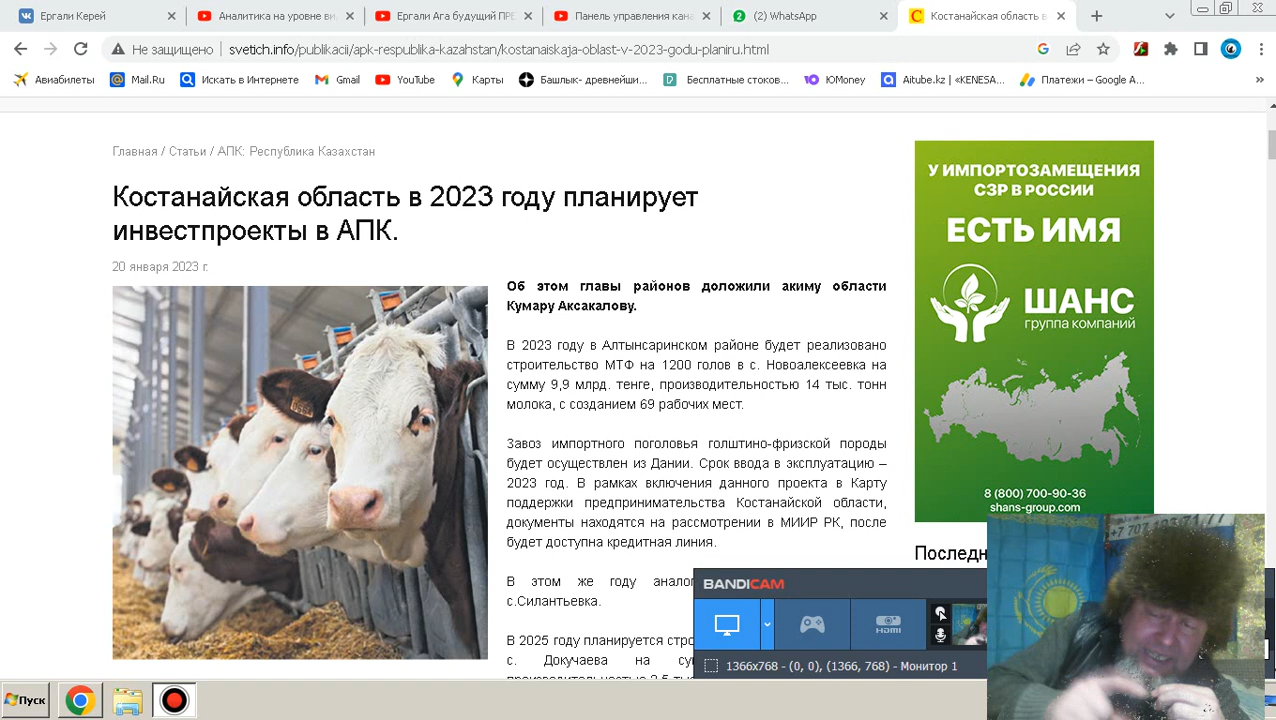 Ергали Керей
Аналитика на уровне ви
Ергали Ага будущий ПРЕ
Панель управления кана
(2) WhatsApp
Костанайская область в
Не защищено
svetich.info/publikacii/apk-respublika-kazahstan/kostanaiskaja-oblast-v-2023-godu-planiru.html
Авиабилеты
Mail.Ru
Искать в Интернете
Gmail
YouTube
Карты
Башлык- древнейши...
Бесплатные стоков...
ЮMoney
Aitube.kz | «KENESA...
Платежи – Google A...
»
Главная / Статьи / АПК: Республика Казахстан
Костанайская область в 2023 году планирует
инвестпроекты в АПК.
20 января 2023 г.
Об этом главы районов доложили акиму области
Кумару Аксакалову.
В 2023 году в Алтынсаринском районе будет реализовано
строительство МТФ на 1200 голов в с. Новоалексеевка на
сумму 9,9 млрд. тенге, производительностью 14 тыс. тонн
молока, с созданием 69 рабочих мест.
Завоз импортного поголовья голштино-фризской породы
будет осуществлен из Дании. Срок ввода в эксплуатацию –
2023 год. В рамках включения данного проекта в Карту
поддержки предпринимательства Костанайской области,
документы находятся на рассмотрении в МИИР РК, после
будет доступна кредитная линия.
В этом же году аналог
с.Силантьевка.
В 2025 году планируется стро
с. Докучаева на су
У ИМПОРТОЗАМЕЩЕНИЯ
СЗР В РОССИИ
ЕСТЬ ИМЯ
ШАНС
группа компаний
8 (800) 700-90-36
shans-group.com
Последн
BANDICAM
HDMI
1366x768 - (0, 0), (1366, 768) - Монитор 1
Пуск